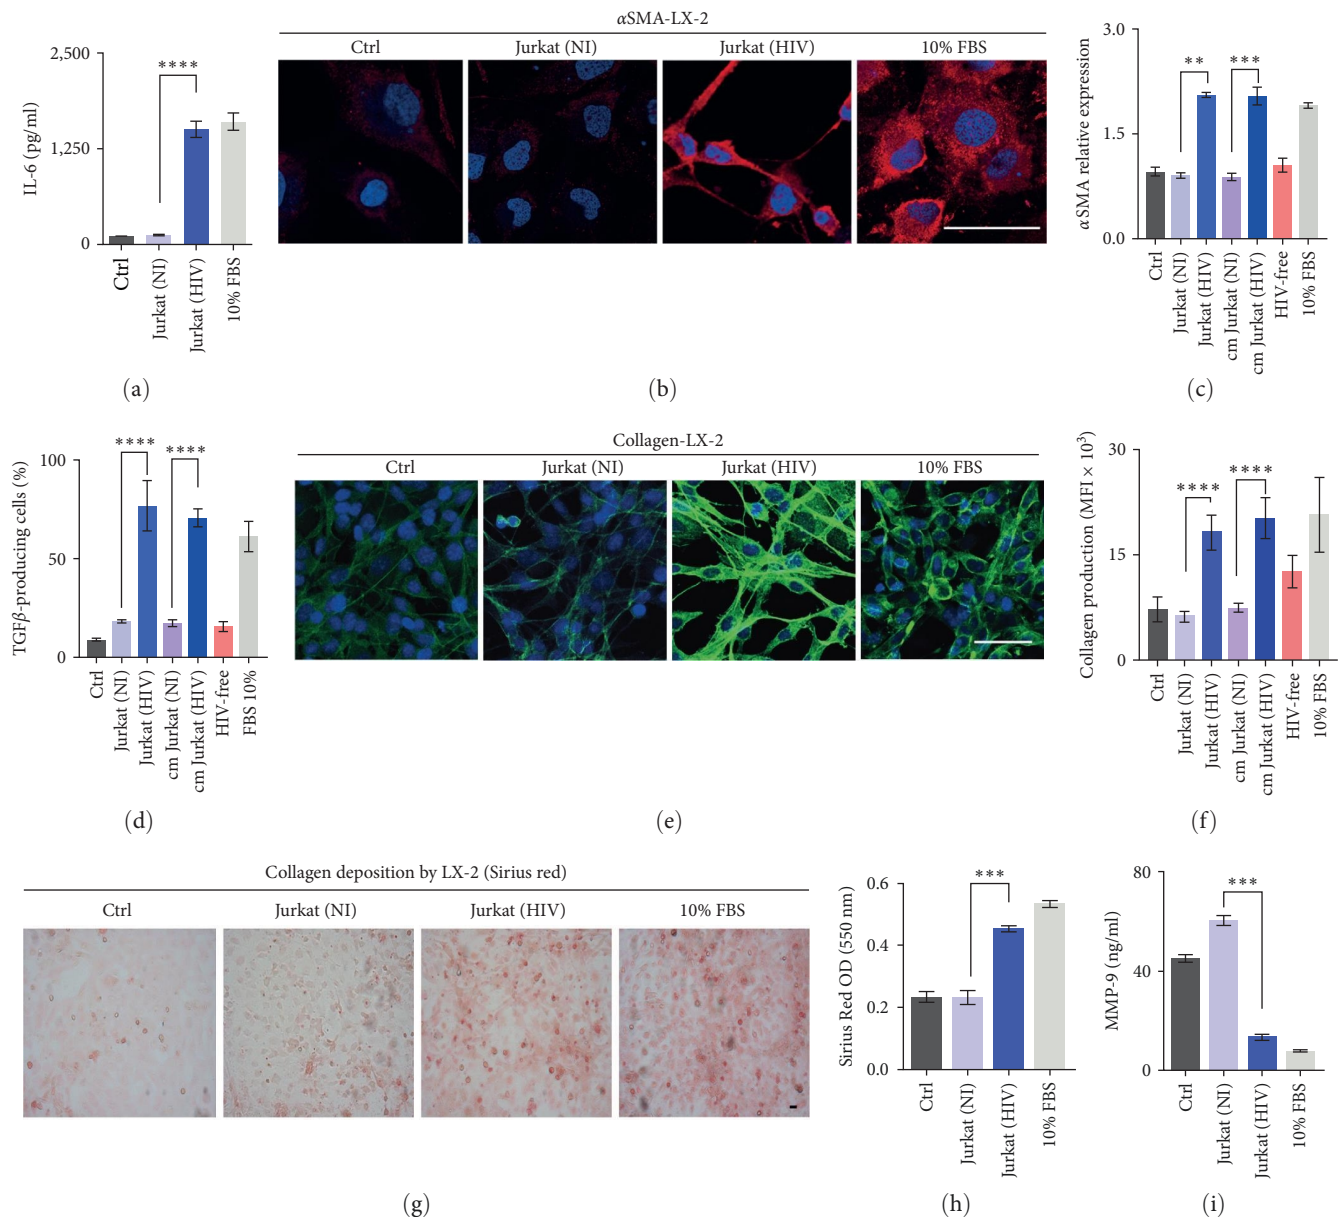 IL-6 (pg/ml)
2,500
1,250
0
****
Ctrl
Jurkat (NI)
Jurkat (HIV)
10% FBS
(a)
αSMA-LX-2
Ctrl
Jurkat (NI)
Jurkat (HIV)
10% FBS
(b)
αSMA relative expression
3.0
1.5
0.0
**
***
Ctrl
Jurkat (NI)
Jurkat (HIV)
cm Jurkat (NI)
cm Jurkat (HIV)
HIV-free
10% FBS
(c)
TGFβ-producing cells (%)
100
50
0
****
****
Ctrl
Jurkat (NI)
Jurkat (HIV)
cm Jurkat (NI)
cm Jurkat (HIV)
HIV-free
FBS 10%
(d)
Collagen-LX-2
Ctrl
Jurkat (NI)
Jurkat (HIV)
10% FBS
(e)
Collagen production (MFI × 10³)
30
15
0
****
****
Ctrl
Jurkat (NI)
Jurkat (HIV)
cm Jurkat (NI)
cm Jurkat (HIV)
HIV-free
10% FBS
(f)
Collagen deposition by LX-2 (Sirius red)
Ctrl
Jurkat (NI)
Jurkat (HIV)
10% FBS
(g)
Sirius Red OD (550 nm)
0.6
0.4
0.2
0.0
***
Ctrl
Jurkat (NI)
Jurkat (HIV)
10% FBS
(h)
MMP-9 (ng/ml)
80
40
0
***
Ctrl
Jurkat (NI)
Jurkat (HIV)
10% FBS
(i)